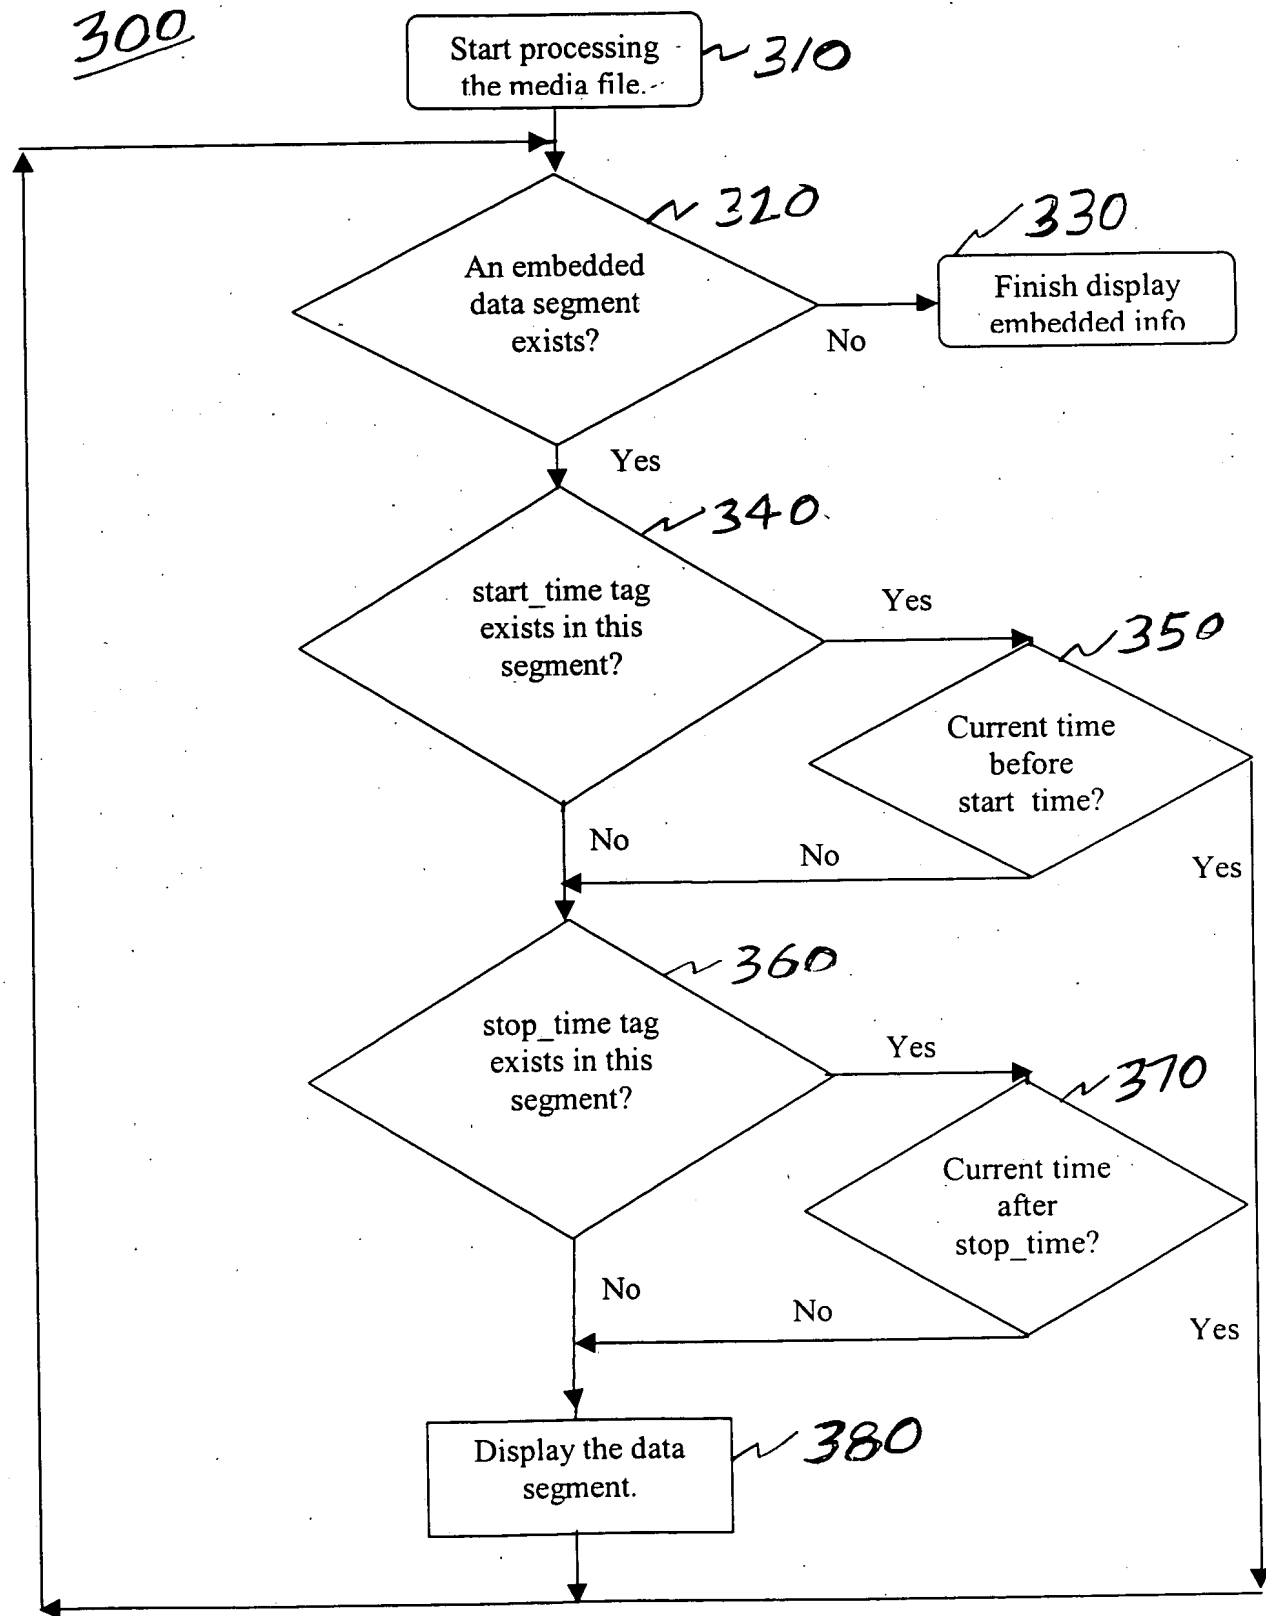 300
Start processing
the media file.
310
320
An embedded
data segment
exists?
330
Finish display
embedded info
No
Yes
340
start_time tag
exists in this
segment?
Yes
350
Current time
before
start time?
No
No
Yes
360
stop_time tag
exists in this
segment?
Yes
370
Current time
after
stop_time?
No
No
Yes
Display the data
segment.
380